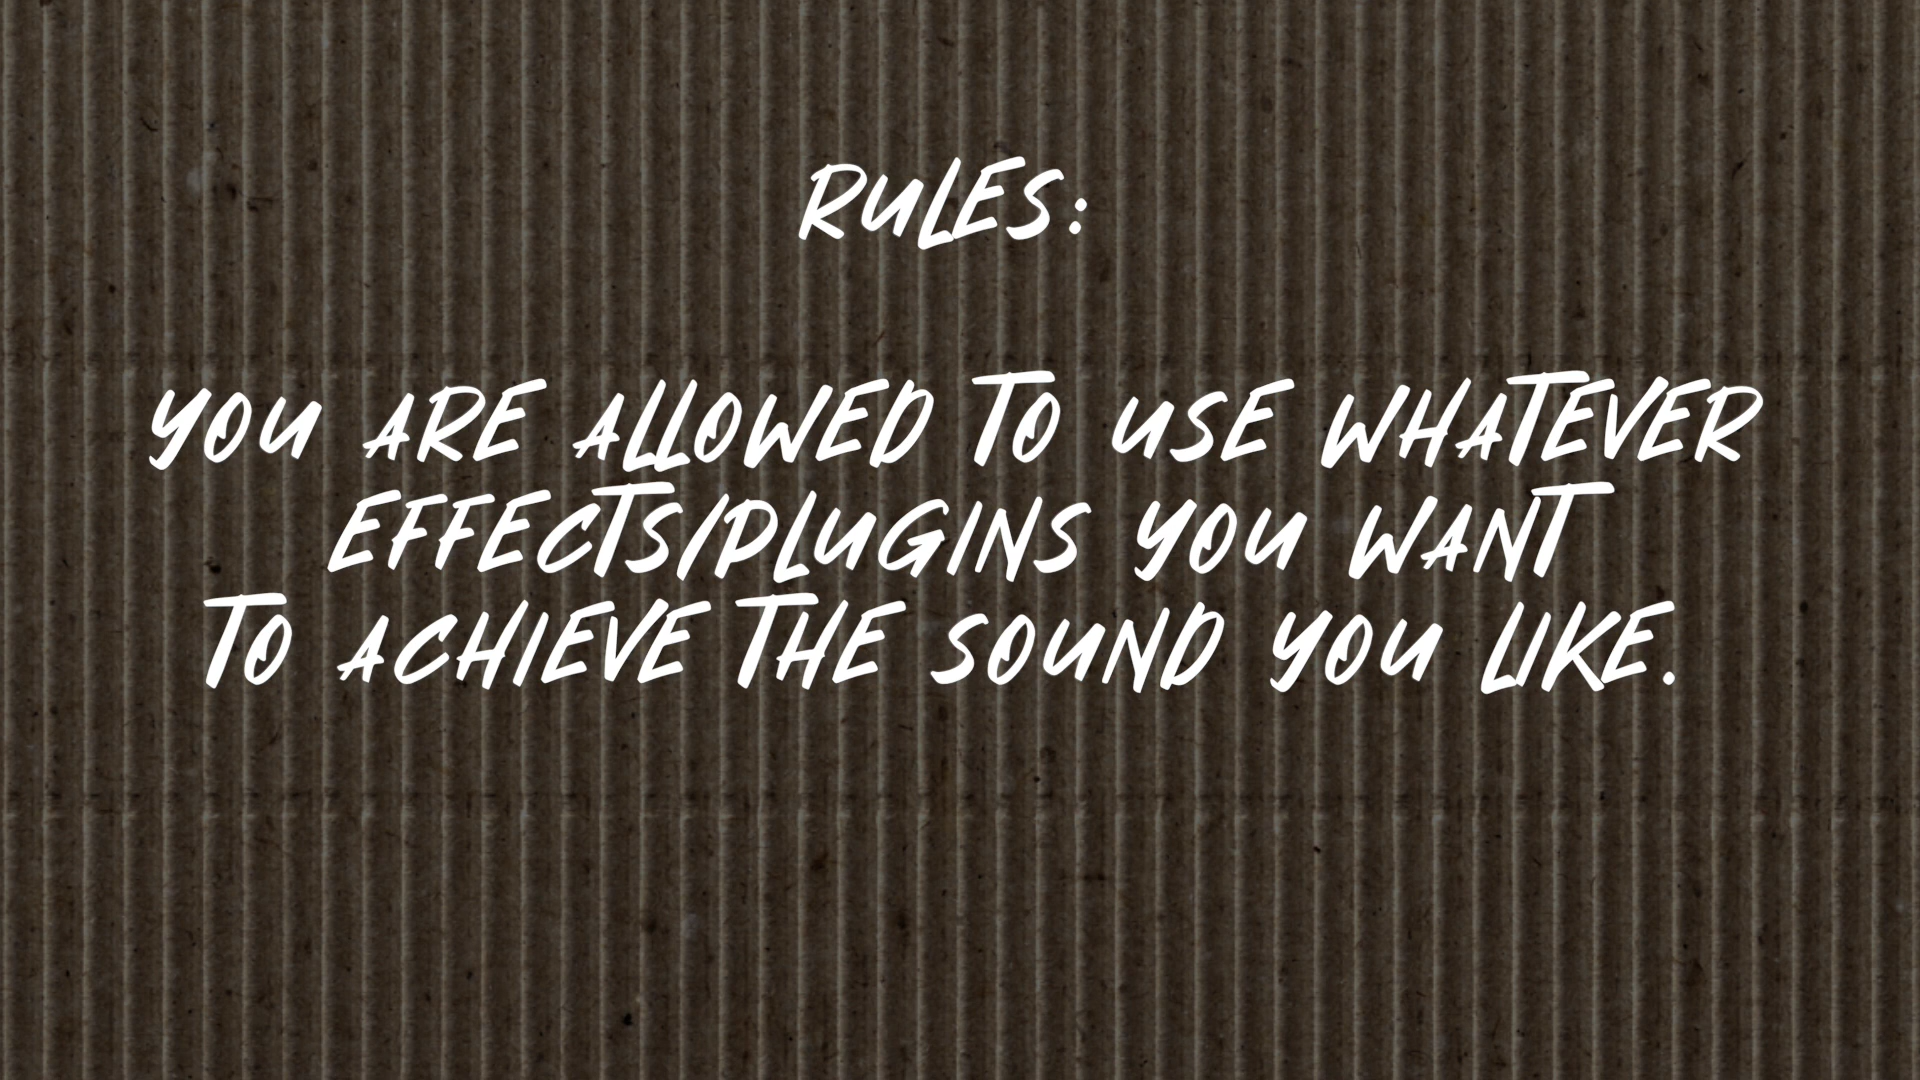 RULES:
YOU ARE ALLOWED TO USE WHATEVER
EFFECTS/PLUGINS YOU WANT
TO ACHIEVE THE SOUND YOU LIKE.